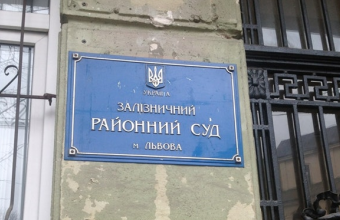 УКРАЇНА
ЗАЛІЗНИЧНИЙ
РАЙОННИЙ СУД
м. ЛЬВОВА